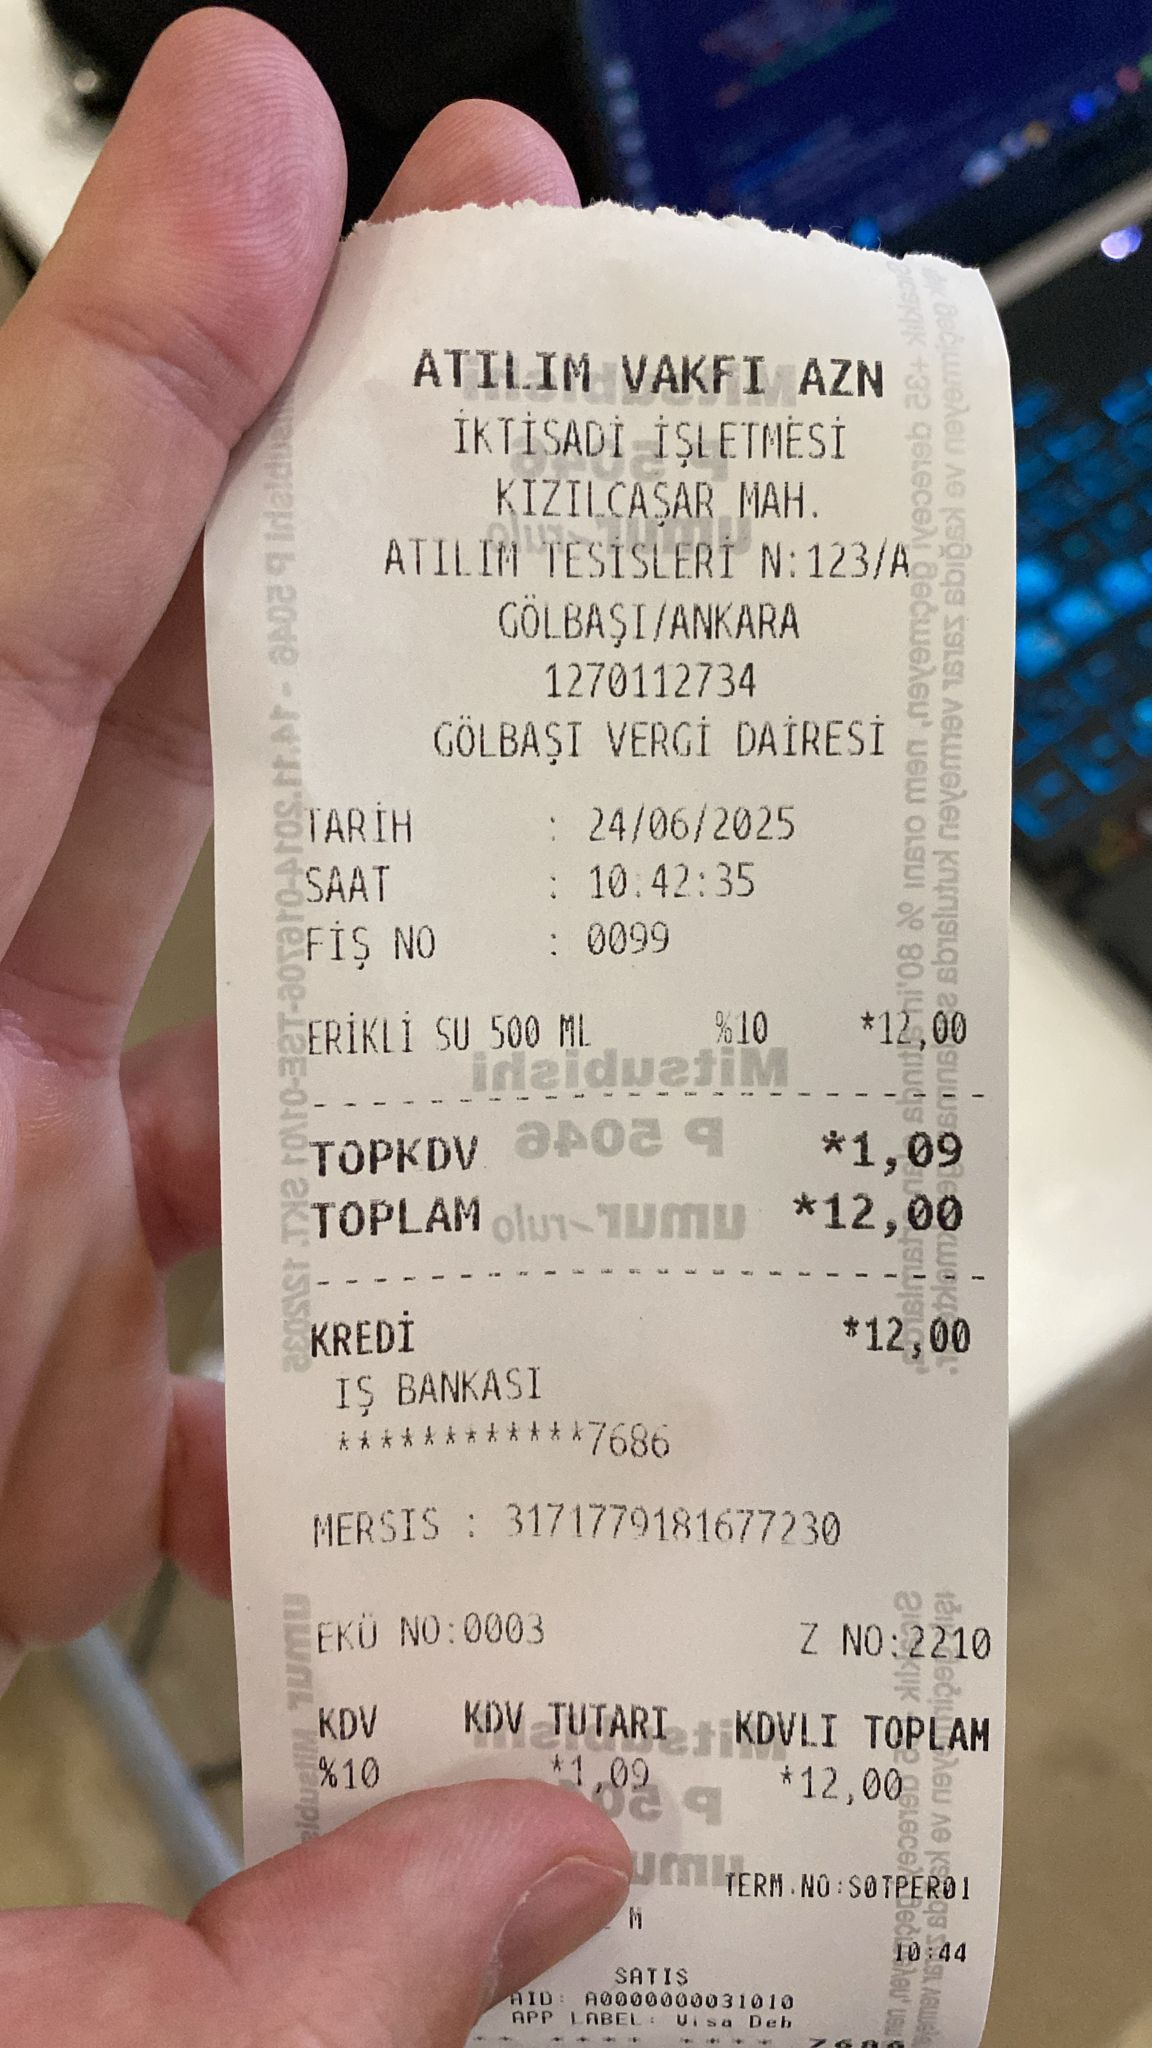 ATILIM VAKFI AZN
İKTİSADİ İŞLETMESİ
KIZILCAŞAR MAH.
ATILIM TESİSLERİ N:123/A
GÖLBAŞI/ANKARA
1270112734
GÖLBAŞI VERGİ DAİRESİ
TARİH : 24/06/2025
SAAT : 10:42:35
FİŞ NO : 0099
ERİKLİ SU 500 ML %10 *12,00
TOPKDV *1,09
TOPLAM *12,00
KREDİ *12,00
IŞ BANKASI
************7686
MERSIS : 3171779181677230
EKÜ NO:0003 Z NO:2210
KDV KDV TUTARI KDVLI TOPLAM
%10 *1,09 *12,00
TERM.NO:S0TPER01
M
10:44
SATIS
AID: A0000000031010
APP LABEL: Visa Deb
Mitsubishi
P 5046
umur-rulo